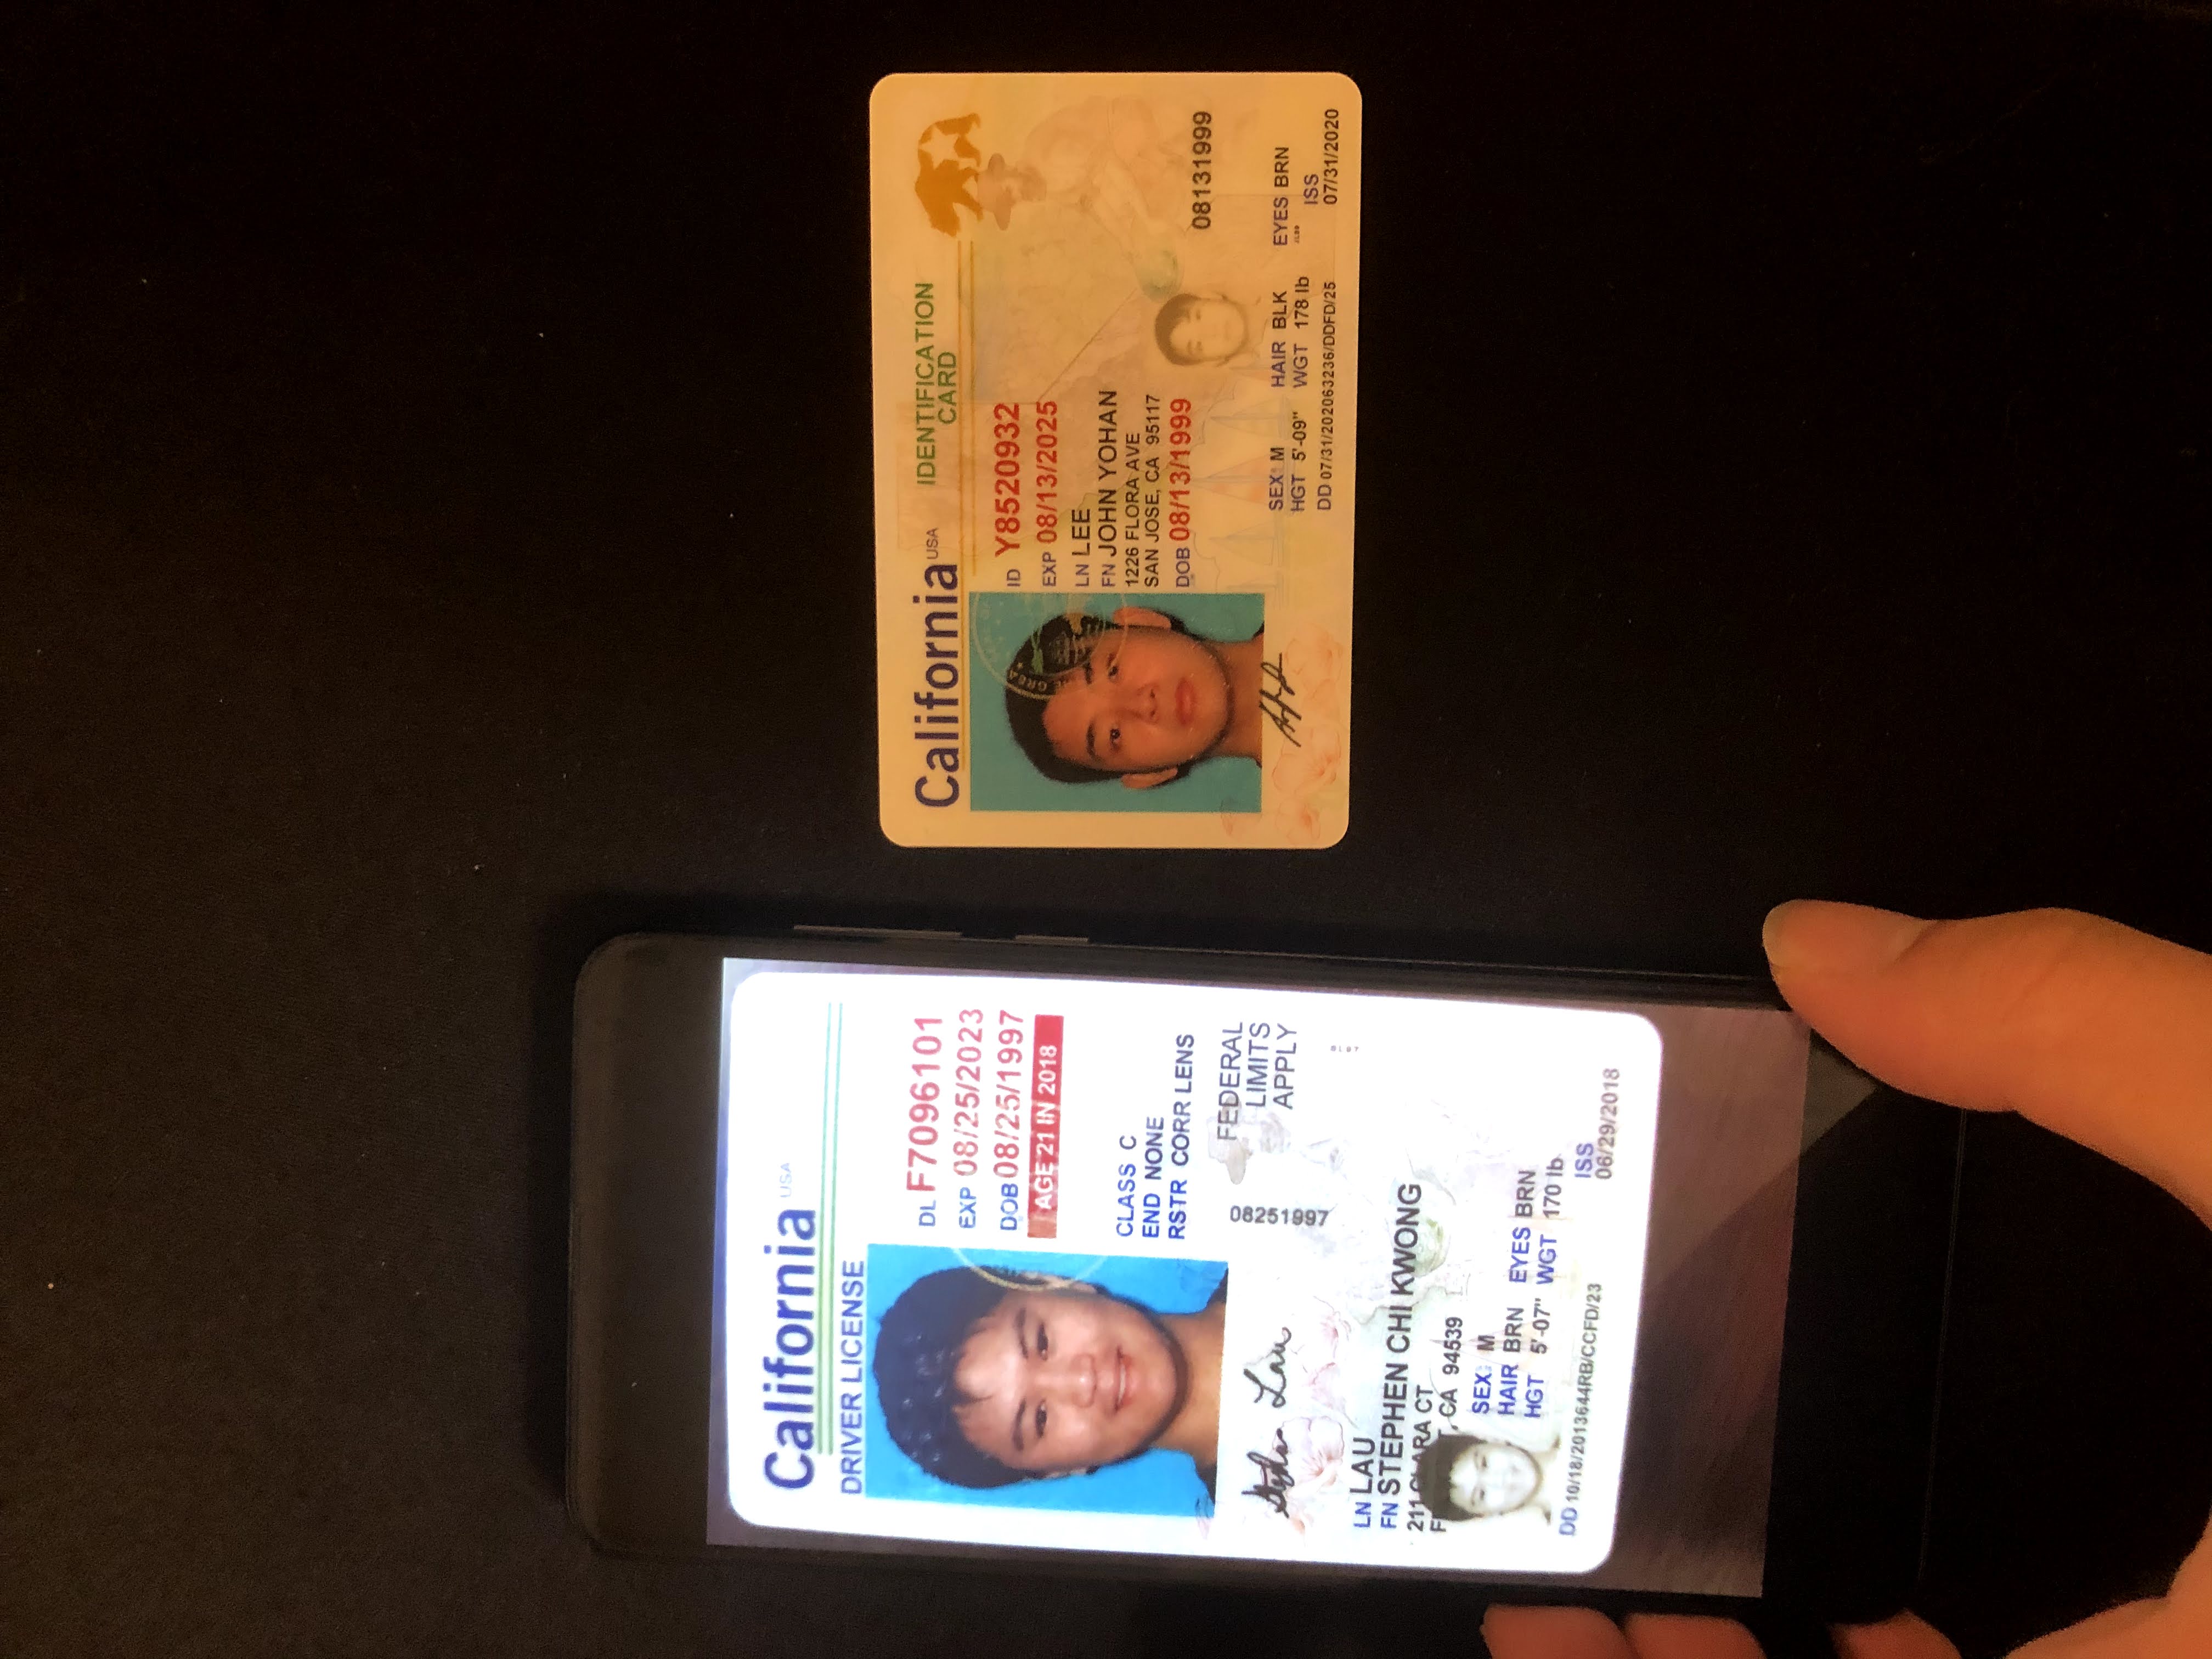 California USA
DRIVER LICENSE
DL F7096101
EXP 08/25/2023
DOB 08/25/1997
AGE 21 IN 2018
CLASS C
END NONE
RSTR CORR LENS
FEDERAL
LIMITS
APPLY
08251997
Stephen Lau
LN LAU
FN STEPHEN CHI KWONG
211 CT
CA 94539
SEX M
HAIR BRN EYES BRN
HGT 5'-07" WGT 170 lb
DD 10/18/2013644RB/CCFD/23
ISS
06/29/2018
California USA IDENTIFICATION
CARD
ID Y8520932
EXP 08/13/2025
LN LEE
FN JOHN YOHAN
1226 FLORA AVE
SAN JOSE, CA 95117
DOB 08/13/1999
08131999
SEX M HAIR BLK EYES BRN
HGT 5'-09" WGT 178 lb
ISS
DD 07/31/202063236/DDFD/25
07/31/2020